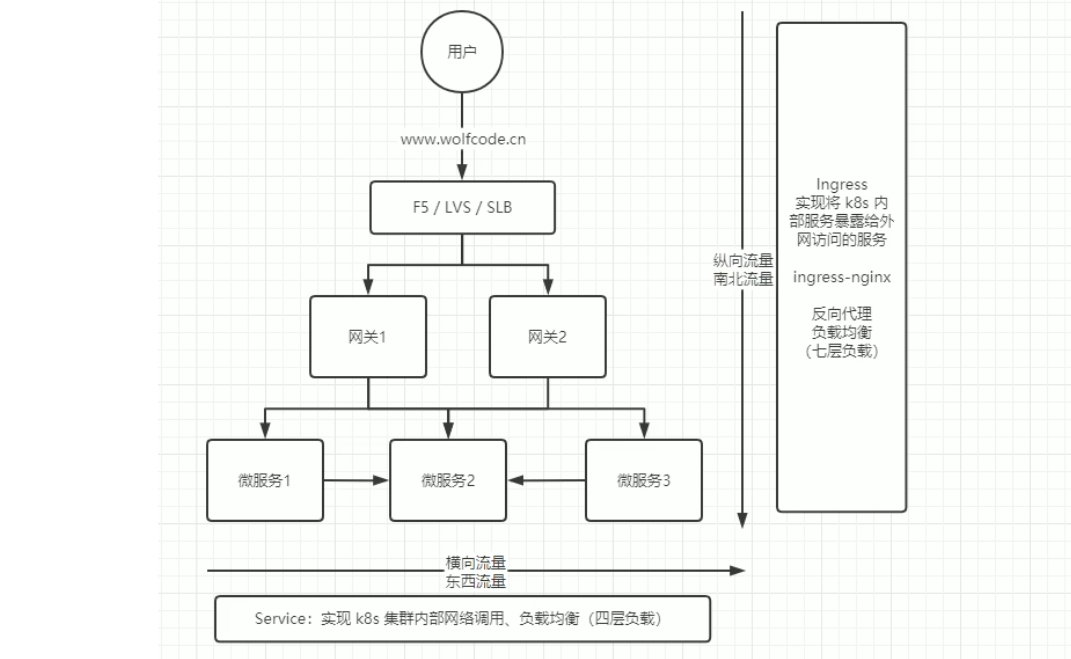 用户
www.wolfcode.cn
F5 / LVS / SLB
网关1
网关2
微服务1
微服务2
微服务3
纵向流量
南北流量
Ingress
实现将 k8s 内
部服务暴露给外
网访问的服务
ingress-nginx
反向代理
负载均衡
（七层负载）
横向流量
东西流量
Service：实现 k8s 集群内部网络调用、负载均衡（四层负载）